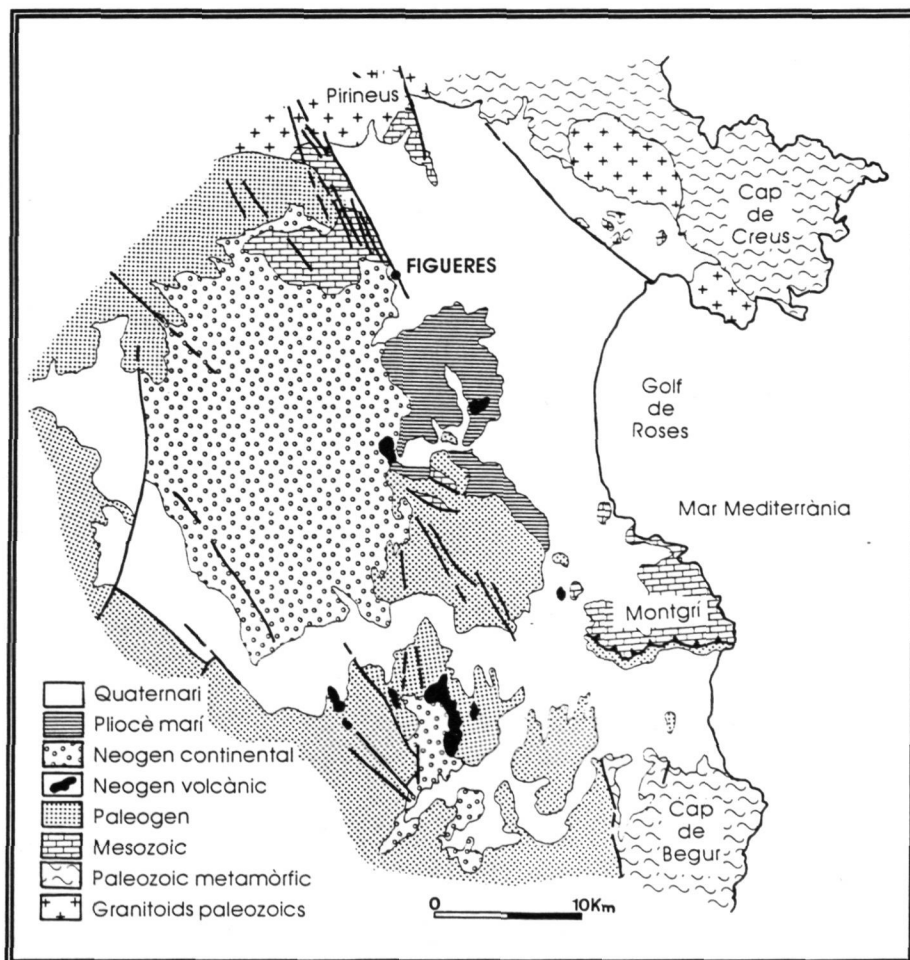 Pirineus
Cap
de
Creus
FIGUERES
Golf
de
Roses
Mar Mediterrània
Montgrí
Quaternari
Pliocè marí
Neogen continental
Neogen volcànic
Paleogen
Mesozoic
Paleozoic metamòrfic
Granitoids paleozoics
Cap
de
Begur
0 10Km